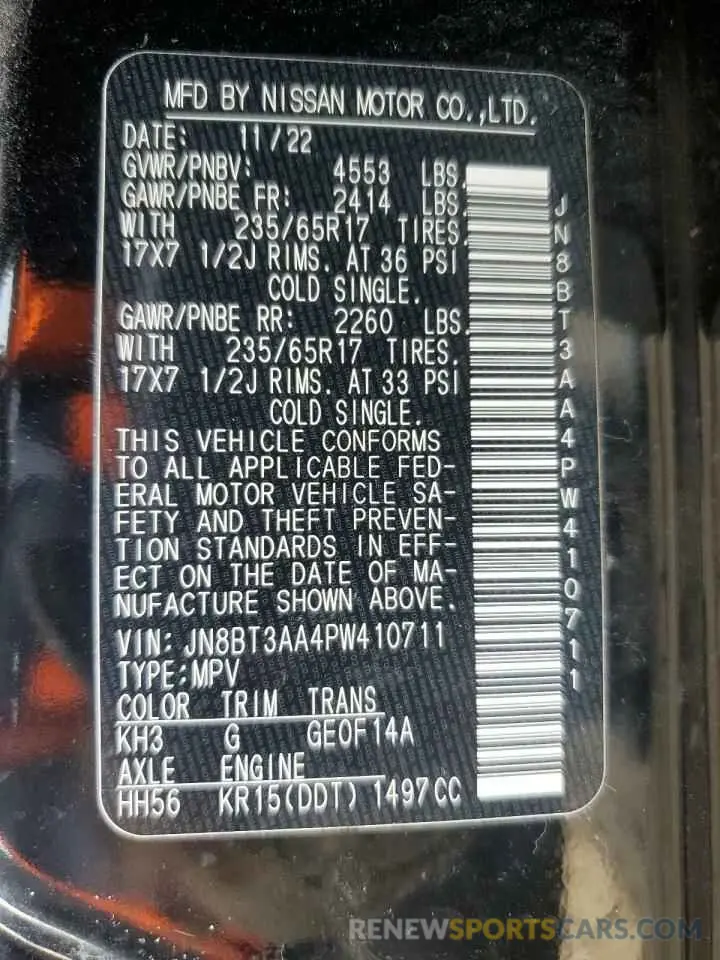 MFD BY NISSAN MOTOR CO.,LTD.
DATE: 11/22
GVWR/PNBV: 4553 LBS.
GAWR/PNBE FR: 2414 LBS.
WITH 235/65R17 TIRES.
17X7 1/2J RIMS. AT 36 PSI
COLD SINGLE.
GAWR/PNBE RR: 2260 LBS.
WITH 235/65R17 TIRES.
17X7 1/2J RIMS. AT 33 PSI
COLD SINGLE.
THIS VEHICLE CONFORMS
TO ALL APPLICABLE FED-
ERAL MOTOR VEHICLE SA-
FETY AND THEFT PREVEN-
TION STANDARDS IN EFF-
ECT ON THE DATE OF MA-
NUFACTURE SHOWN ABOVE.
VIN: JN8BT3AA4PW410711
TYPE:MPV
COLOR TRIM TRANS
KH3 G GE0F14A
AXLE ENGINE
HH56 KR15(DDT) 1497CC
JN8BT3AA4PW410711
RENEWSPORTSCARS.COM